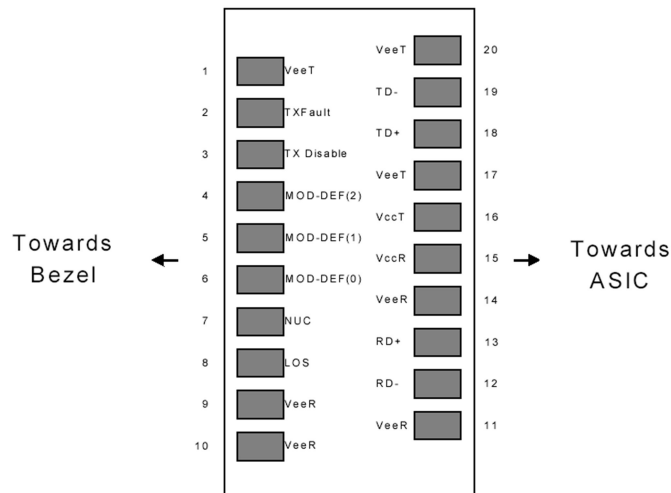 VeeT 20
1 VeeT
TD- 19
2 TXFault
TD+ 18
3 TX Disable
VeeT 17
4 MOD-DEF(2)
VccT 16
5 MOD-DEF(1)
Towards
Bezel
VccR 15
Towards
ASIC
6 MOD-DEF(0)
VeeR 14
7 NUC
RD+ 13
8 LOS
RD- 12
9 VeeR
VeeR 11
10 VeeR